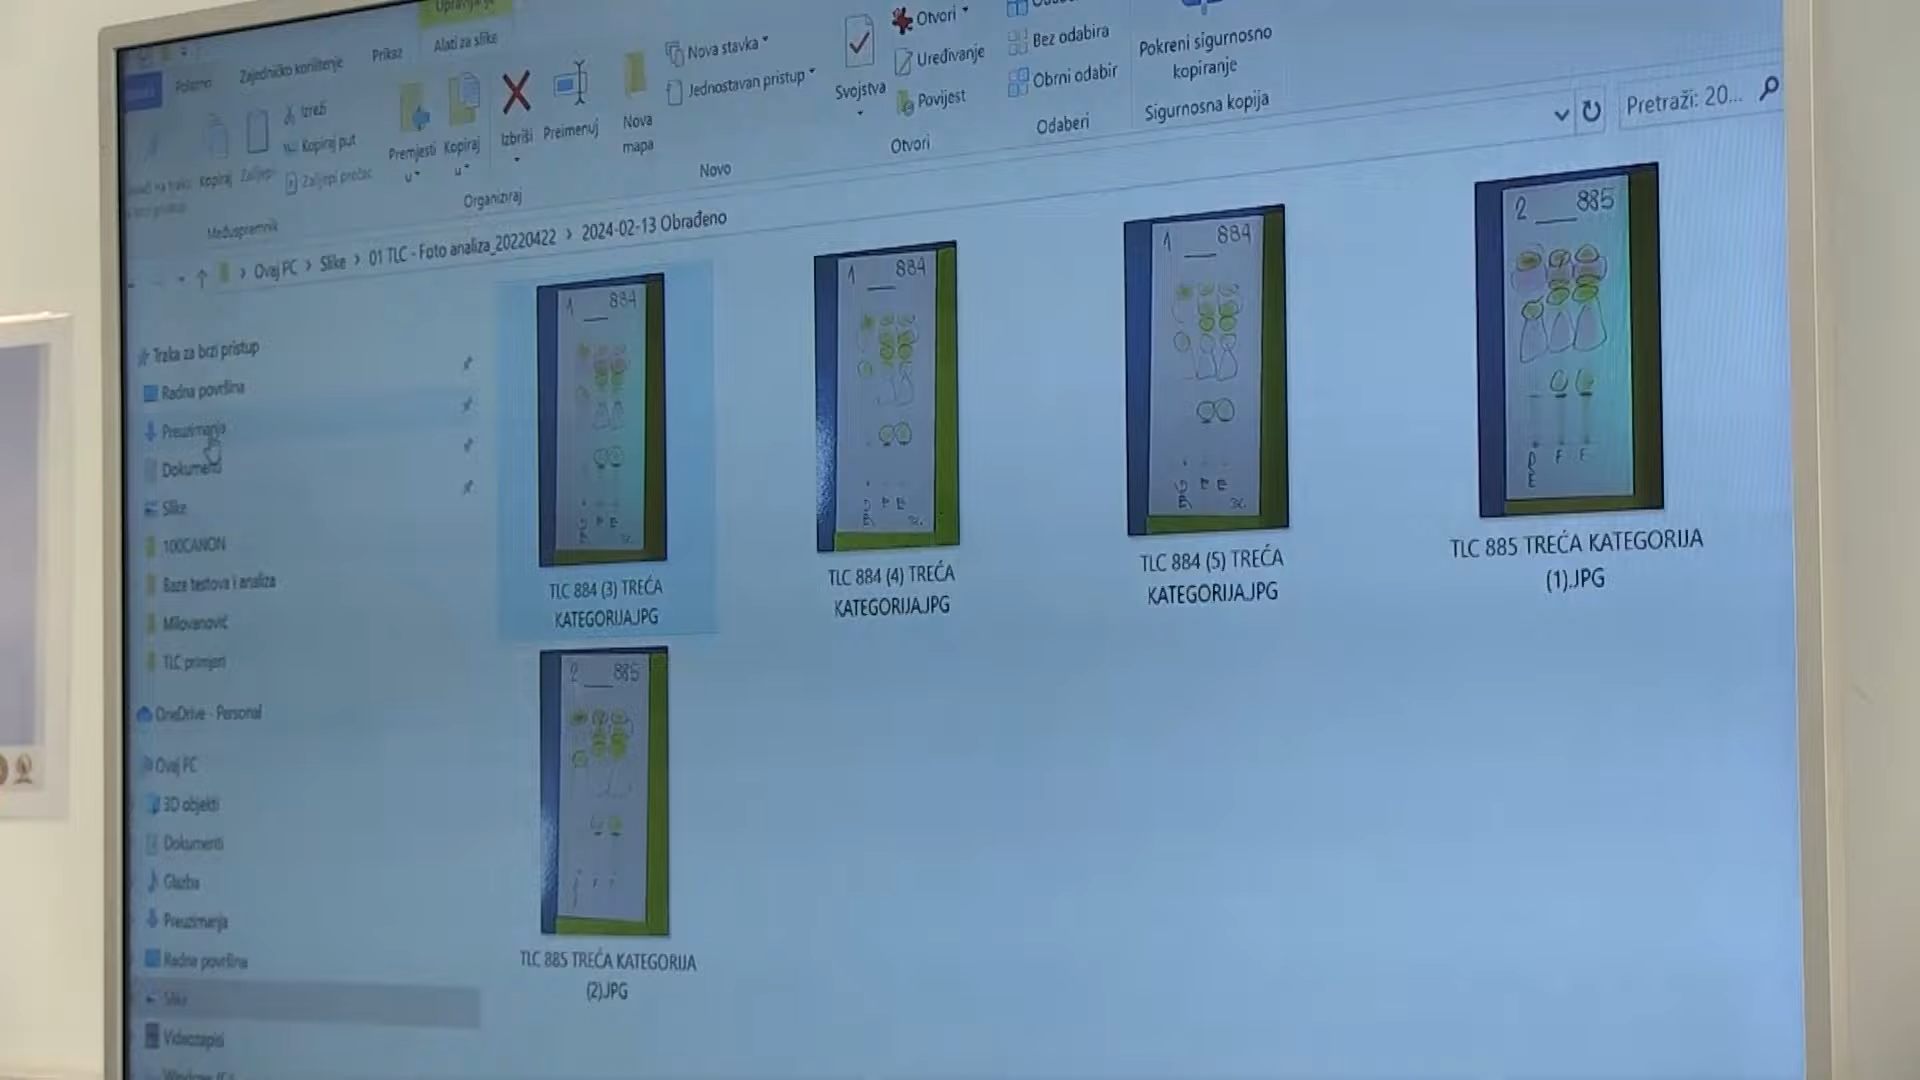 Zajedničko korištenje
Prikaz
Alati za slike
Izreži
Kopiraj put
Zalijepi prečac
Kopiraj
Zalijepi
Međuspremnik
Premjesti u
Kopiraj u
Izbriši
Preimenuj
Organiziraj
Nova mapa
Nova stavka
Jednostavan pristup
Novo
Svojstva
Otvori
Uređivanje
Povijest
Otvori
Bez odabira
Obrni odabir
Odaberi
Pokreni sigurnosno
kopiranje
Sigurnosna kopija
Ovaj PC > Slike > 01 TLC - Foto analiza_20220422 > 2024-02-13 Obrađeno
Pretraži: 20...
Traka za brzi pristup
Radna površina
Preuzimanja
Dokumenti
Slike
100CANON
Baza testova i analiza
Milovanović
TLC primjeri
OneDrive - Personal
Ovaj PC
3D objekti
Dokumenti
Glazba
Preuzimanja
Radna površina
Slike
Videozapisi
1 884
TLC 884 (3) TREĆA
KATEGORIJA.JPG
1 884
TLC 884 (4) TREĆA
KATEGORIJA.JPG
1 884
TLC 884 (5) TREĆA
KATEGORIJA.JPG
2 885
TLC 885 TREĆA KATEGORIJA
(1).JPG
2 885
TLC 885 TREĆA KATEGORIJA
(2).JPG